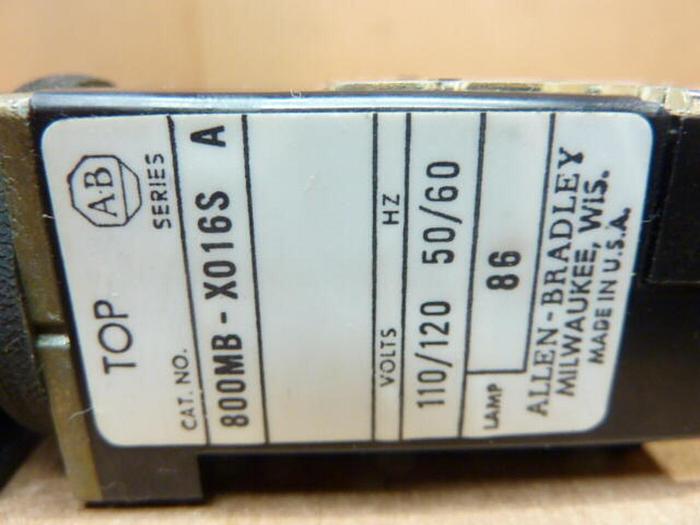 TOP A-B
CAT. NO. SERIES
800MB-X016S A
VOLTS HZ
110/120 50/60
LAMP 86
ALLEN-BRADLEY
MILWAUKEE, WIS.
MADE IN U.S.A.